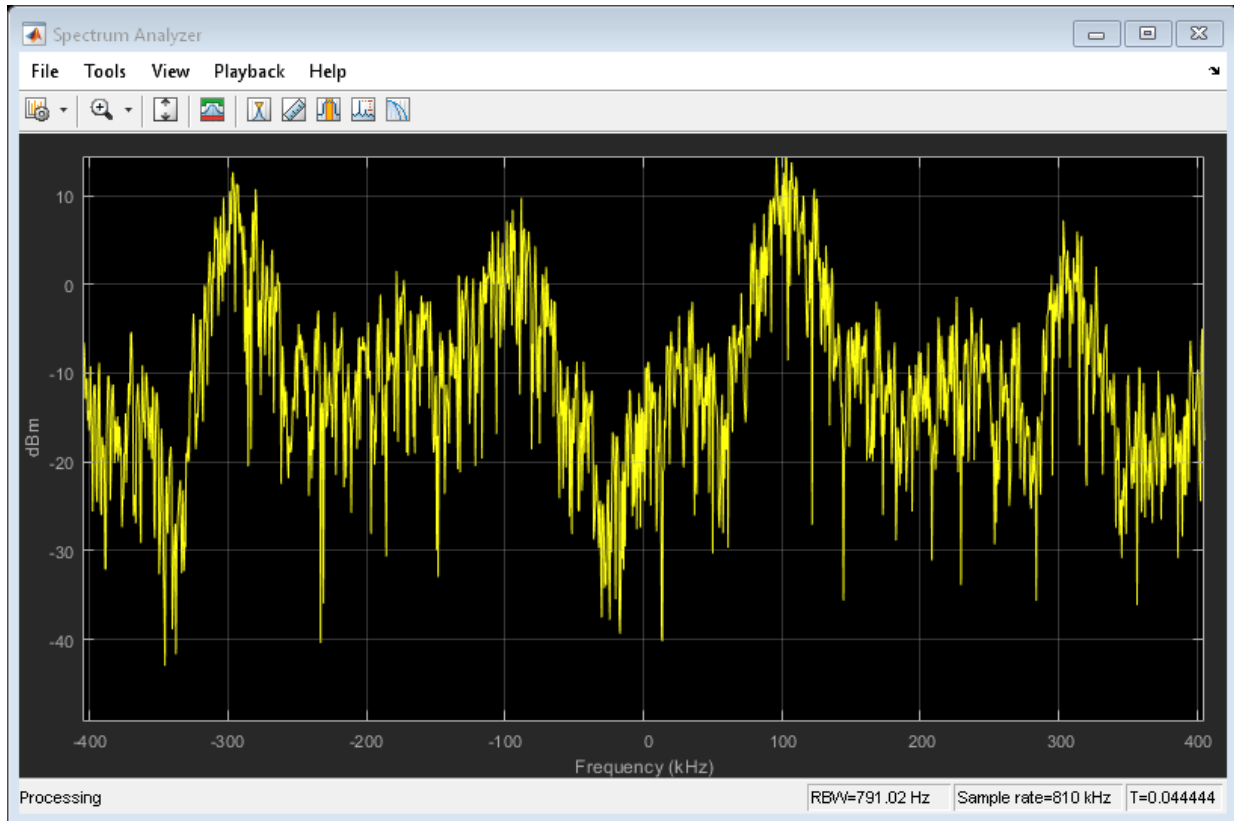 Spectrum Analyzer
File Tools View Playback Help
10
0
-10
-20
-30
-40
dBm
-400 -300 -200 -100 0 100 200 300 400
Frequency (kHz)
Processing RBW=791.02 Hz Sample rate=810 kHz T=0.044444